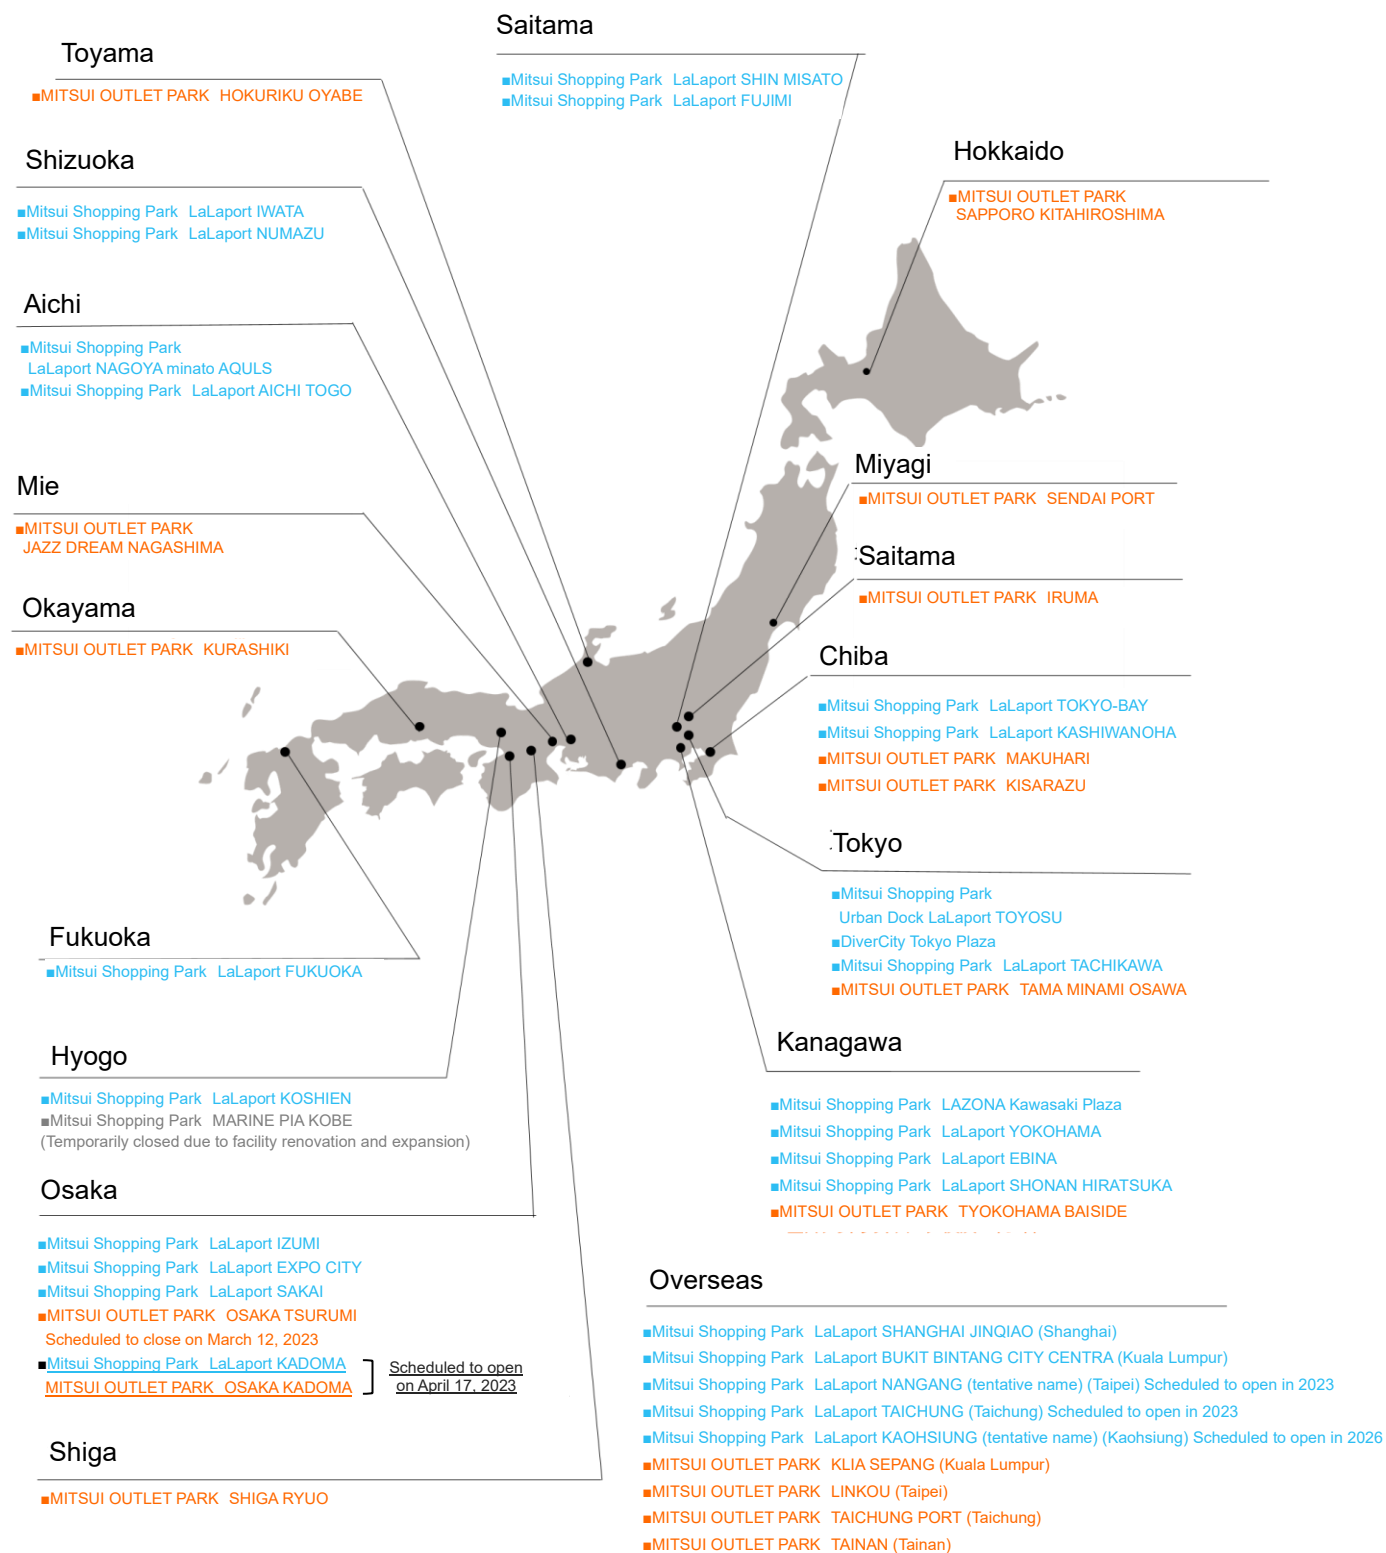 Saitama
■Mitsui Shopping Park LaLaport SHIN MISATO
■Mitsui Shopping Park LaLaport FUJIMI
Toyama
■MITSUI OUTLET PARK HOKURIKU OYABE
Shizuoka
■Mitsui Shopping Park LaLaport IWATA
■Mitsui Shopping Park LaLaport NUMAZU
Aichi
■Mitsui Shopping Park
LaLaport NAGOYA minato AQULS
■Mitsui Shopping Park LaLaport AICHI TOGO
Mie
■MITSUI OUTLET PARK
JAZZ DREAM NAGASHIMA
Okayama
■MITSUI OUTLET PARK KURASHIKI
Hokkaido
■MITSUI OUTLET PARK
SAPPORO KITAHIROSHIMA
Miyagi
■MITSUI OUTLET PARK SENDAI PORT
Saitama
■MITSUI OUTLET PARK IRUMA
Chiba
■Mitsui Shopping Park LaLaport TOKYO-BAY
■Mitsui Shopping Park LaLaport KASHIWANOHA
■MITSUI OUTLET PARK MAKUHARI
■MITSUI OUTLET PARK KISARAZU
Tokyo
■Mitsui Shopping Park
Urban Dock LaLaport TOYOSU
■DiverCity Tokyo Plaza
■Mitsui Shopping Park LaLaport TACHIKAWA
■MITSUI OUTLET PARK TAMA MINAMI OSAWA
Kanagawa
■Mitsui Shopping Park LAZONA Kawasaki Plaza
■Mitsui Shopping Park LaLaport YOKOHAMA
■Mitsui Shopping Park LaLaport EBINA
■Mitsui Shopping Park LaLaport SHONAN HIRATSUKA
■MITSUI OUTLET PARK TYOKOHAMA BAISIDE
Fukuoka
■Mitsui Shopping Park LaLaport FUKUOKA
Hyogo
■Mitsui Shopping Park LaLaport KOSHIEN
■Mitsui Shopping Park MARINE PIA KOBE
(Temporarily closed due to facility renovation and expansion)
Osaka
■Mitsui Shopping Park LaLaport IZUMI
■Mitsui Shopping Park LaLaport EXPO CITY
■Mitsui Shopping Park LaLaport SAKAI
■MITSUI OUTLET PARK OSAKA TSURUMI
Scheduled to close on March 12, 2023
■Mitsui Shopping Park LaLaport KADOMA
MITSUI OUTLET PARK OSAKA KADOMA
Scheduled to open
on April 17, 2023
Shiga
■MITSUI OUTLET PARK SHIGA RYUO
Overseas
■Mitsui Shopping Park LaLaport SHANGHAI JINQIAO (Shanghai)
■Mitsui Shopping Park LaLaport BUKIT BINTANG CITY CENTRA (Kuala Lumpur)
■Mitsui Shopping Park LaLaport NANGANG (tentative name) (Taipei) Scheduled to open in 2023
■Mitsui Shopping Park LaLaport TAICHUNG (Taichung) Scheduled to open in 2023
■Mitsui Shopping Park LaLaport KAOHSIUNG (tentative name) (Kaohsiung) Scheduled to open in 2026
■MITSUI OUTLET PARK KLIA SEPANG (Kuala Lumpur)
■MITSUI OUTLET PARK LINKOU (Taipei)
■MITSUI OUTLET PARK TAICHUNG PORT (Taichung)
■MITSUI OUTLET PARK TAINAN (Tainan)